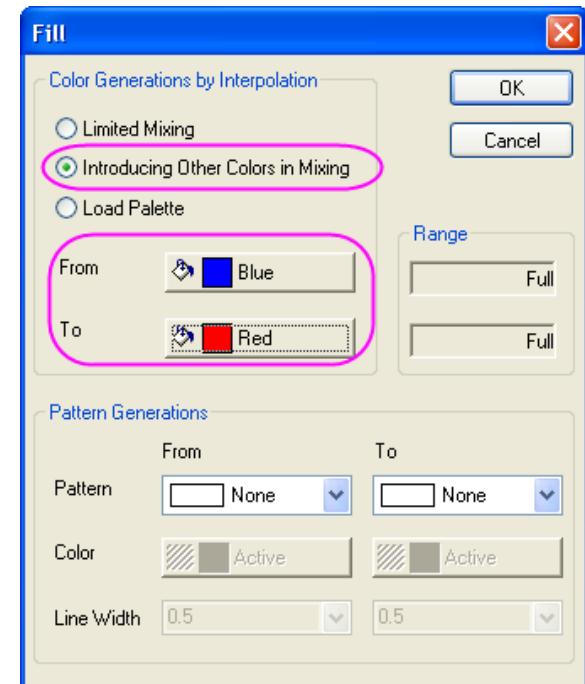 Fill
Color Generations by Interpolation
OK
Limited Mixing
Cancel
Introducing Other Colors in Mixing
Load Palette
Range
From Blue
Full
To Red
Full
Pattern Generations
From To
Pattern None None
Color Active Active
Line Width 0.5 0.5